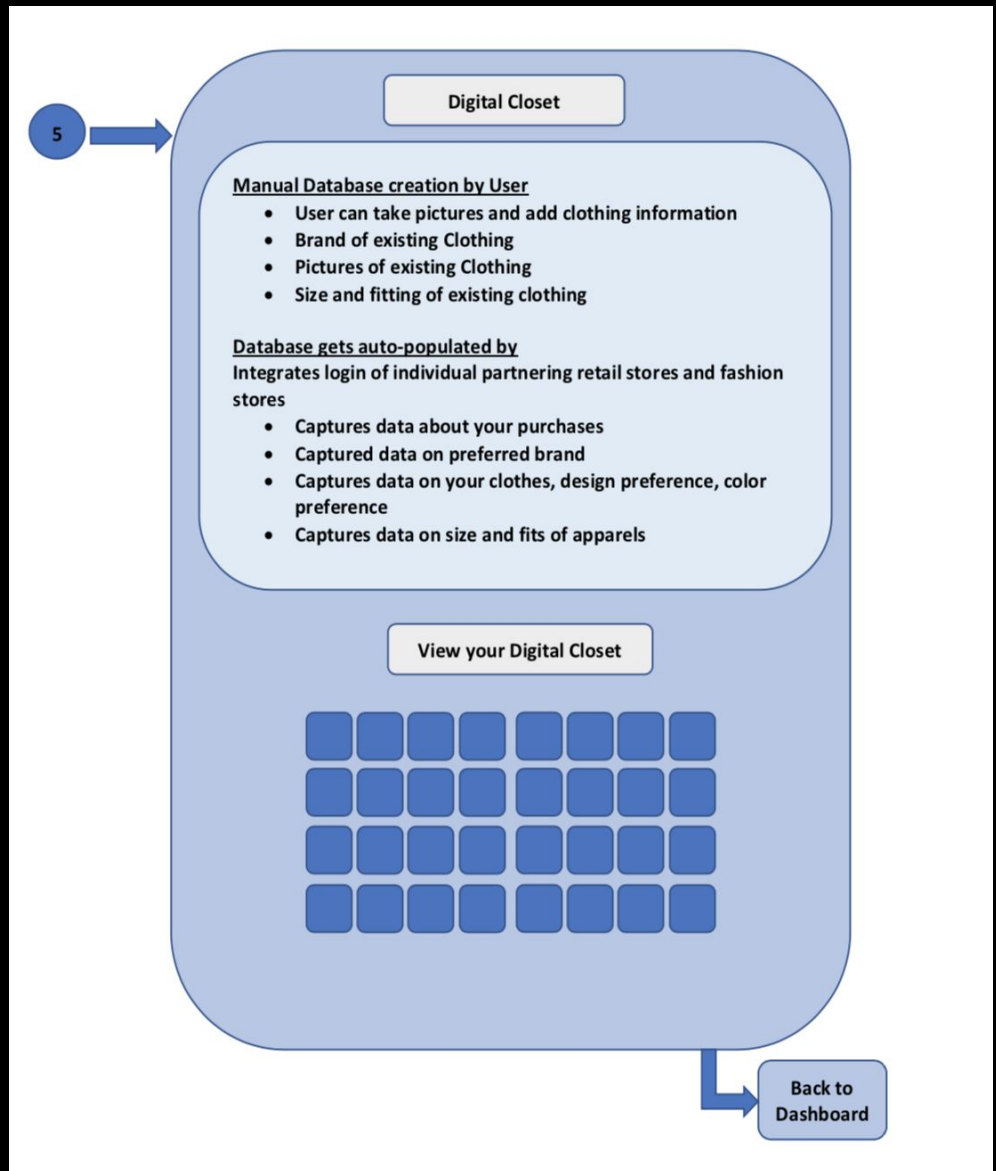 Digital Closet
5
Manual Database creation by User
• User can take pictures and add clothing information
• Brand of existing Clothing
• Pictures of existing Clothing
• Size and fitting of existing clothing
Database gets auto-populated by
Integrates login of individual partnering retail stores and fashion
stores
• Captures data about your purchases
• Captured data on preferred brand
• Captures data on your clothes, design preference, color
preference
• Captures data on size and fits of apparels
View your Digital Closet
Back to
Dashboard